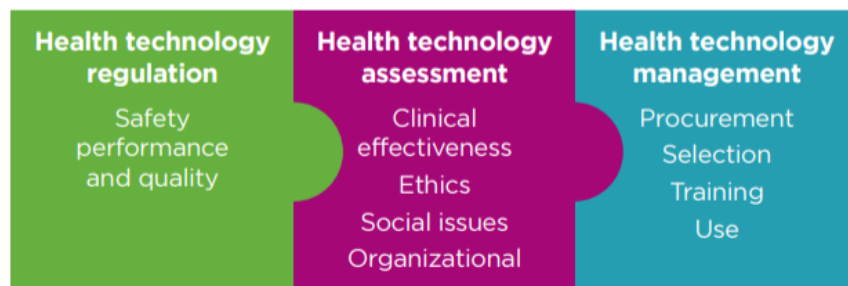 Health technology
regulation
Safety
performance
and quality
Health technology
assessment
Clinical
effectiveness
Ethics
Social issues
Organizational
Health technology
management
Procurement
Selection
Training
Use